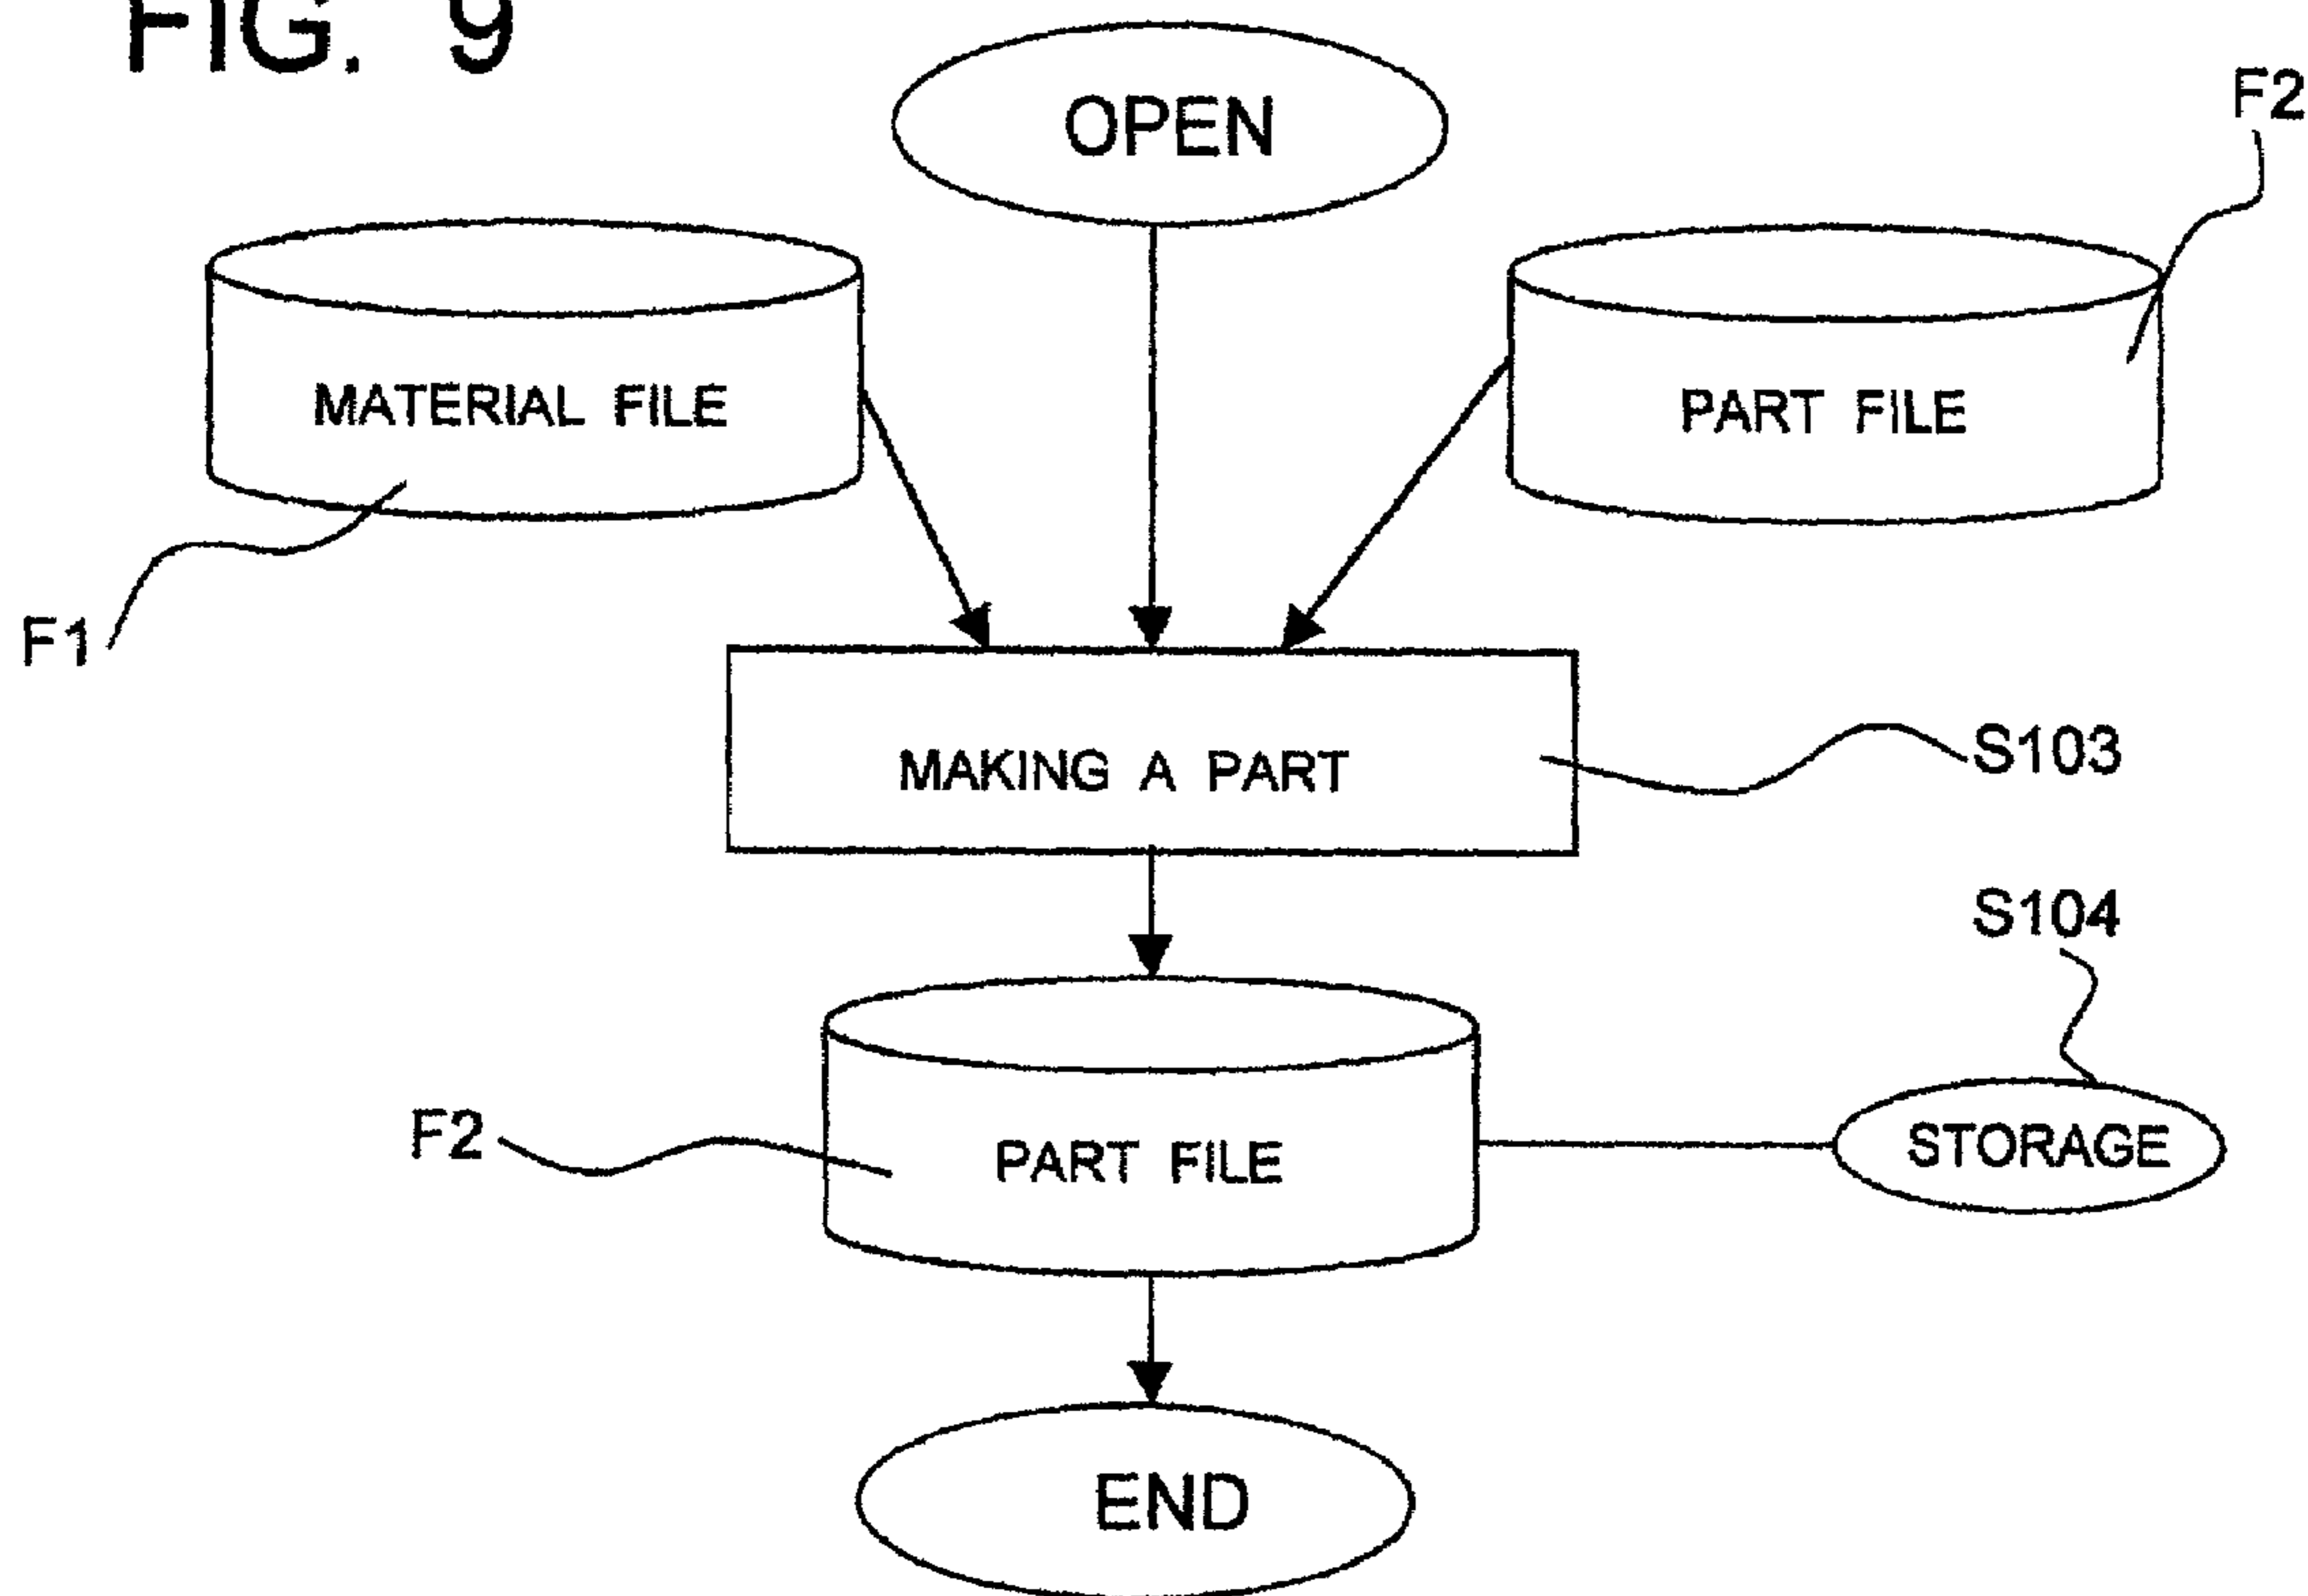 FIG. 9
OPEN
F2
MATERIAL FILE
PART FILE
F1
MAKING A PART
S103
S104
F2
PART FILE
STORAGE
END